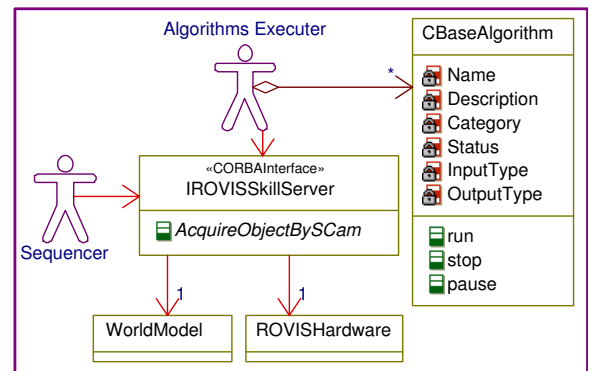 Algorithms Executer
CBaseAlgorithm
*
Name
Description
Category
Status
InputType
OutputType
run
stop
pause
«CORBAInterface»
IROVISSkillServer
AcquireObjectBySCam
Sequencer
1
1
WorldModel
ROVISHardware